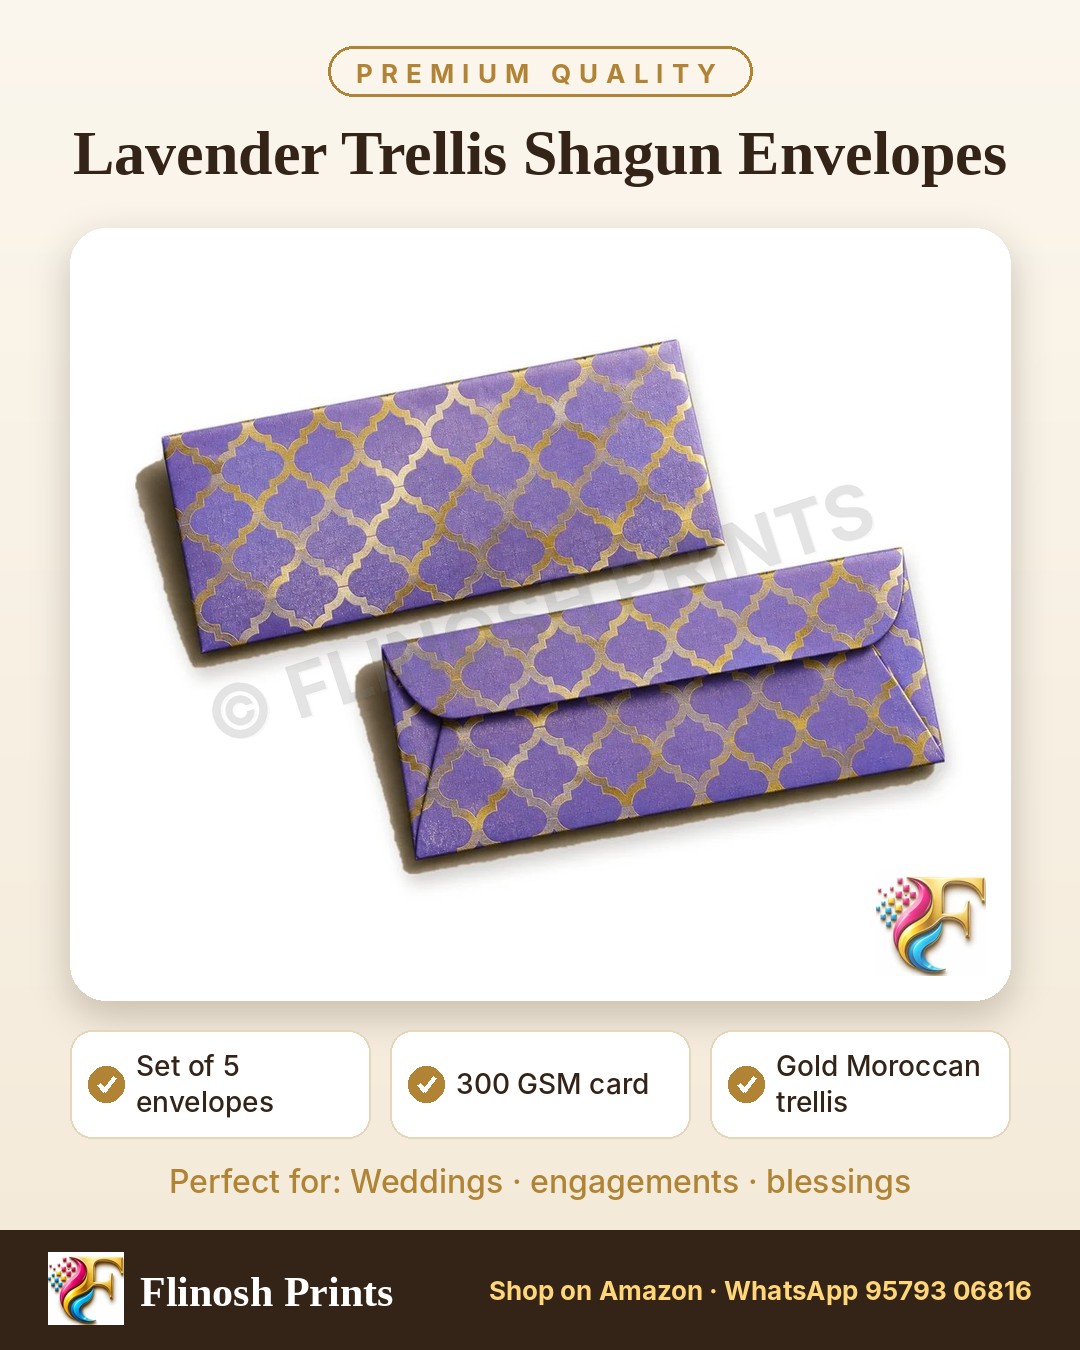 PREMIUM QUALITY
Lavender Trellis Shagun Envelopes
© FLINOSH PRINTS
Set of 5
envelopes
300 GSM card
Gold Moroccan
trellis
Perfect for: Weddings · engagements · blessings
Flinosh Prints
Shop on Amazon · WhatsApp 95793 06816